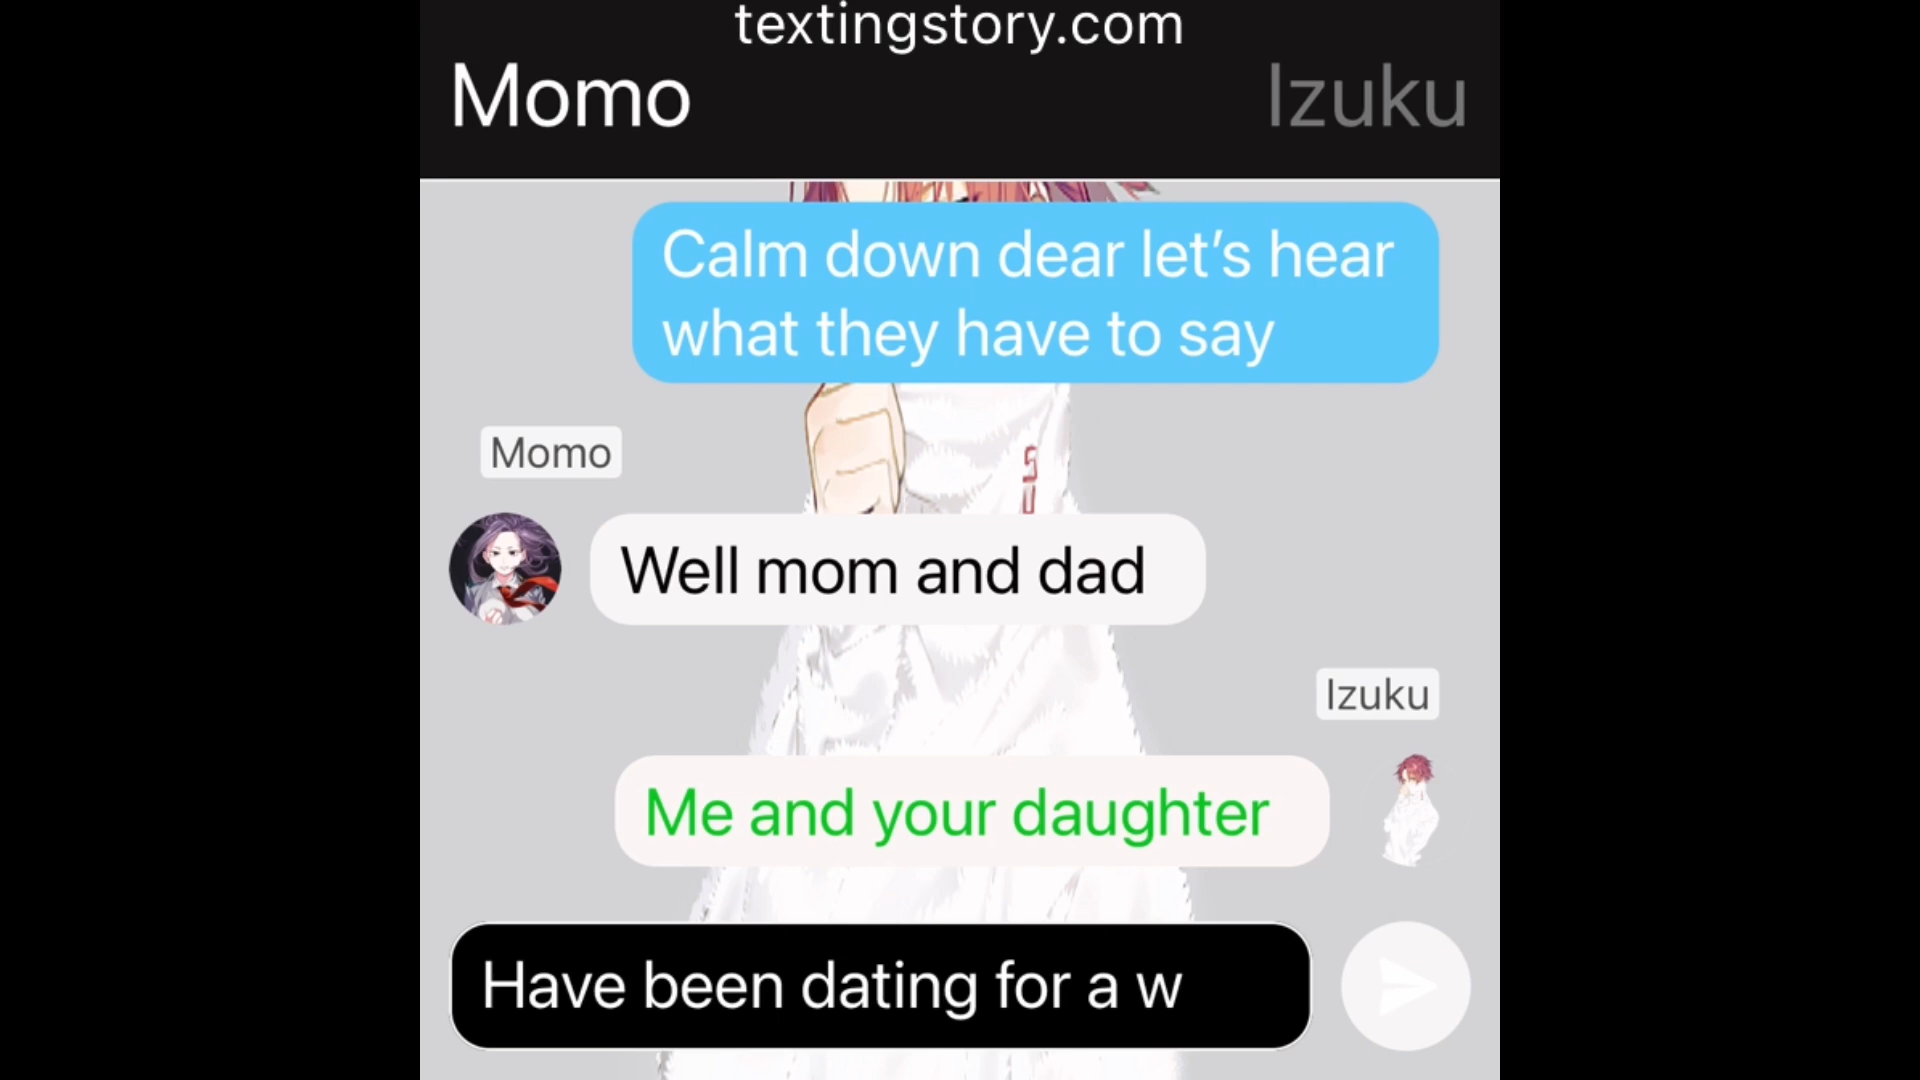 textingstory.com
Momo
Izuku
Calm down dear let’s hear
what they have to say
Momo
Well mom and dad
Izuku
Me and your daughter
Have been dating for a w